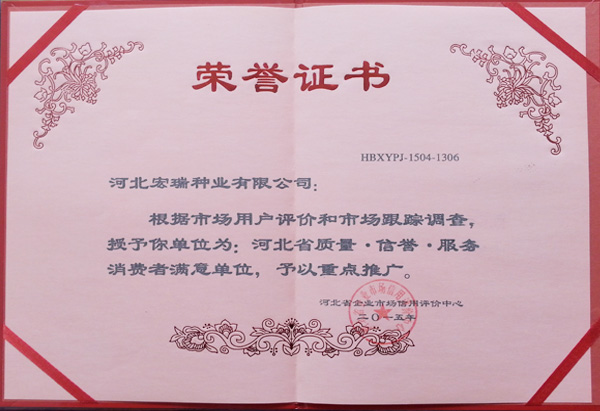 荣誉证书
HBXYPJ-1504-1306
河北宏瑞种业有限公司：
根据市场用户评价和市场跟踪调查，
授予你单位为：河北省质量·信誉·服务
消费者满意单位，予以重点推广。
河北省企业市场信用评价中心
二〇一五年